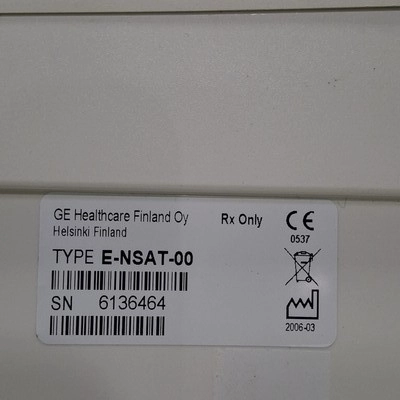 GE Healthcare Finland Oy
Helsinki Finland
Rx Only
CE
0537
TYPE E-NSAT-00
SN 6136464
2006-03